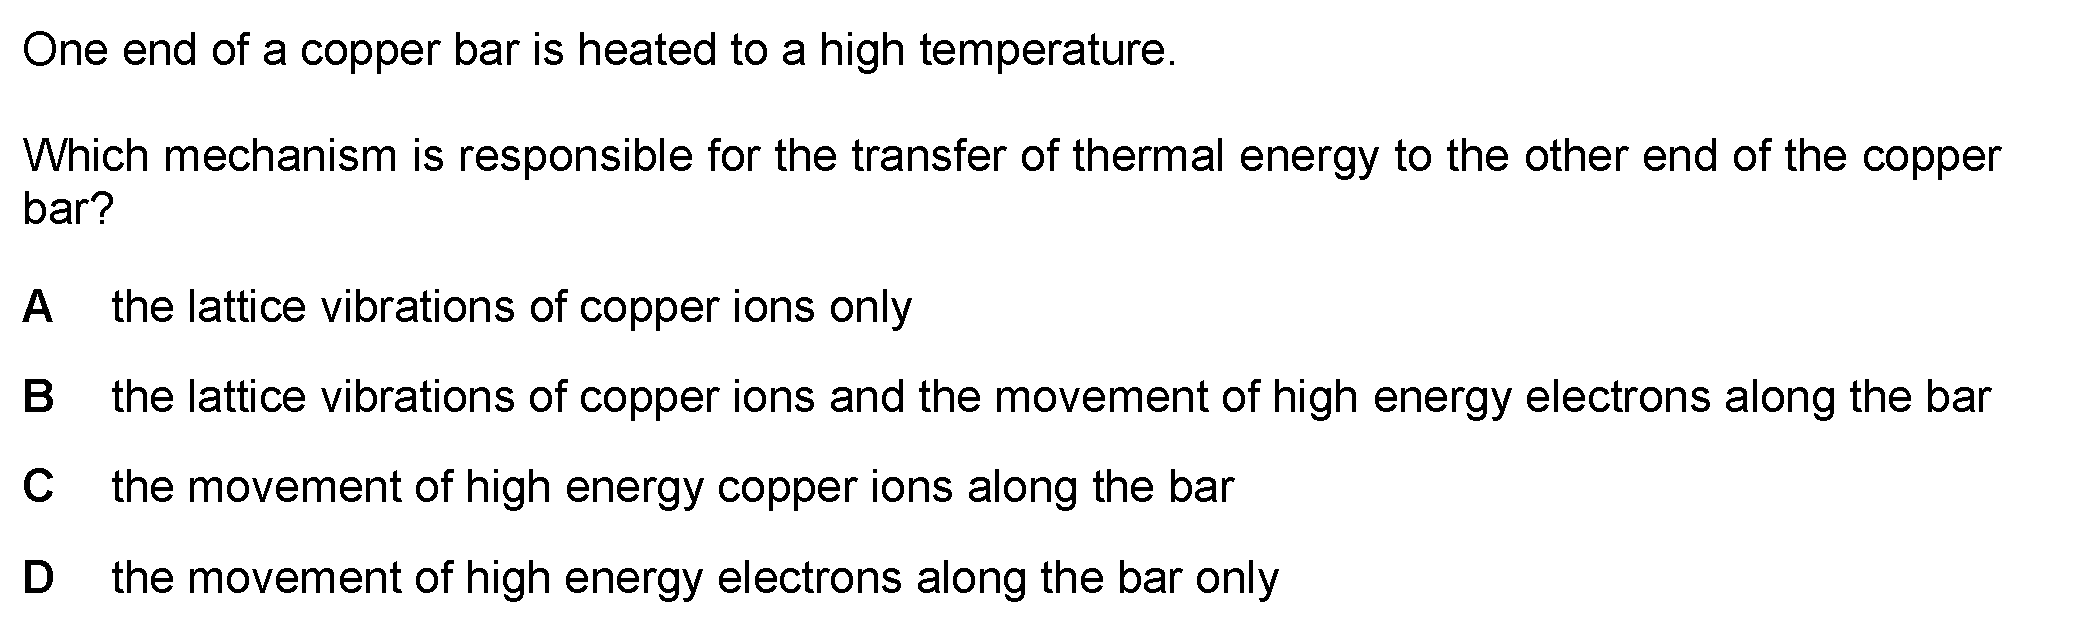 One end of a copper bar is heated to a high temperature.
Which mechanism is responsible for the transfer of thermal energy to the other end of the copper
bar?
A the lattice vibrations of copper ions only
B the lattice vibrations of copper ions and the movement of high energy electrons along the bar
C the movement of high energy copper ions along the bar
D the movement of high energy electrons along the bar only